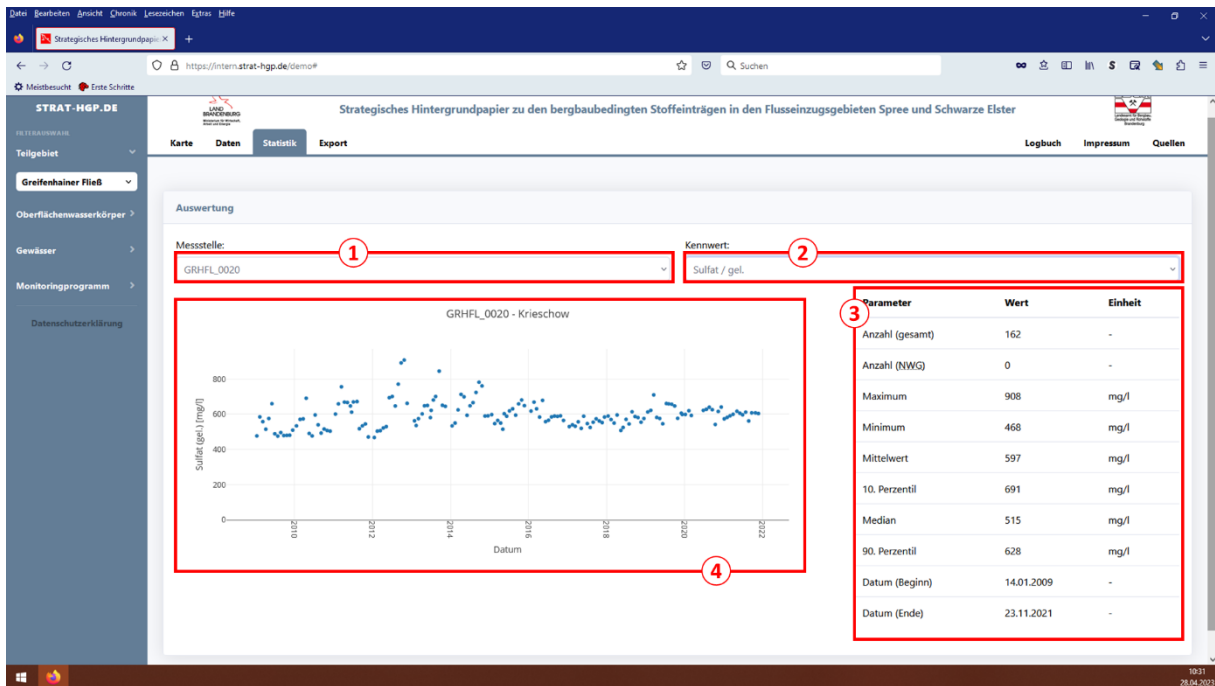 Datei Bearbeiten Ansicht Chronik Lesezeichen Extras Hilfe
Strategisches Hintergrundpapie
https://intern.strat-hgp.de/demo#
Suchen
Meistbesucht Erste Schritte
STRAT-HGP.DE
LAND BRANDENBURG
Strategisches Hintergrundpapier zu den bergbaubedingten Stoffeinträgen in den Flusseinzugsgebieten Spree und Schwarze Elster
FILTERAUSWAHL
Teilgebiet
Karte Daten Statistik Export Logbuch Impressum Quellen
Greifenhainer Fließ
Oberflächenwasserkörper
Gewässer
Monitoringprogramm
Datenschutzerklärung
Auswertung
Messstelle: Kennwert:
1 2
GRHFL_0020 Sulfat / gel.
GRHFL_0020 - Krieschow
Sulfat (gel.) [mg/l]
800
600
400
200
0
2010 2012 2014 2016 2018 2020 2022
Datum
4
3
Parameter Wert Einheit
Anzahl (gesamt) 162 -
Anzahl (NWG) 0 -
Maximum 908 mg/l
Minimum 468 mg/l
Mittelwert 597 mg/l
10. Perzentil 691 mg/l
Median 515 mg/l
90. Perzentil 628 mg/l
Datum (Beginn) 14.01.2009 -
Datum (Ende) 23.11.2021 -
10:31
28.04.2023